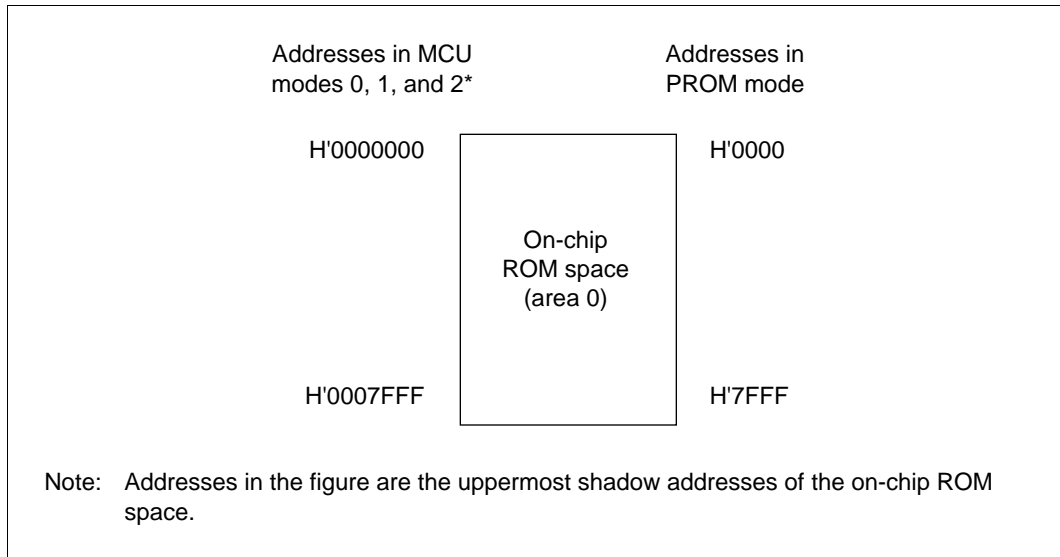 Addresses in MCU
modes 0, 1, and 2*
Addresses in
PROM mode
H'0000000
H'0000
On-chip
ROM space
(area 0)
H'0007FFF
H'7FFF
Note: Addresses in the figure are the uppermost shadow addresses of the on-chip ROM
space.